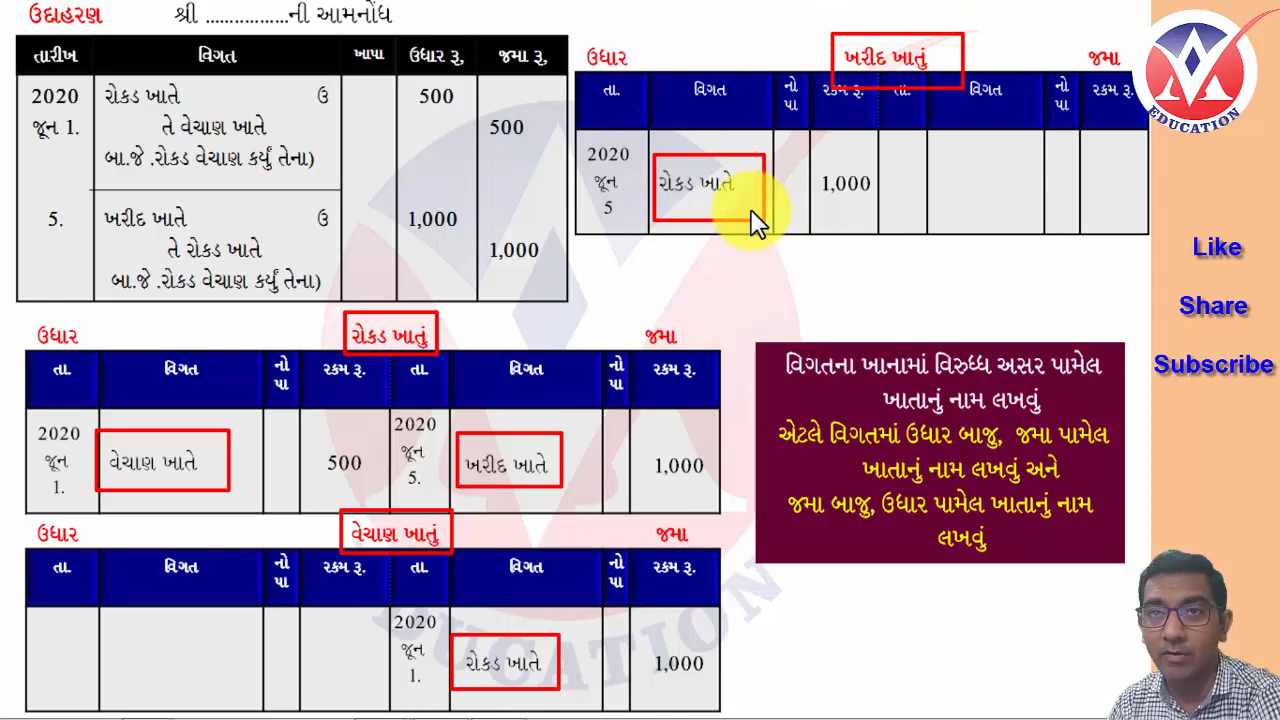 ઉદાહરણ શ્રી ................ની આમનોંધ
તારીખ વિગત ખાપા ઉધાર રૂ, જમા રૂ,
2020 રોકડ ખાતે ઉ 500
જૂન 1. તે વેચાણ ખાતે 500
બા.જે .રોકડ વેચાણ કર્યું તેના)
5. ખરીદ ખાતે ઉ 1,000
તે રોકડ ખાતે 1,000
બા.જે .રોકડ વેચાણ કર્યું તેના)
ઉધાર ખરીદ ખાતું જમા
તા. વિગત નો પા રકમ રૂ. તા. વિગત નો પા રકમ રૂ.
2020
જૂન રોકડ ખાતે 1,000
5
EDUCATION
Like
Share
Subscribe
ઉધાર રોકડ ખાતું જમા
તા. વિગત નો પા રકમ રૂ. તા. વિગત નો પા રકમ રૂ.
2020 2020
જૂન વેચાણ ખાતે 500 જૂન ખરીદ ખાતે 1,000
1. 5.
ઉધાર વેચાણ ખાતું જમા
તા. વિગત નો પા રકમ રૂ. તા. વિગત નો પા રકમ રૂ.
2020
જૂન રોકડ ખાતે 1,000
1.
વિગતના ખાનામાં વિરુધ્ધ અસર પામેલ
ખાતાનું નામ લખવું
એટલે વિગતમાં ઉધાર બાજુ, જમા પામેલ
ખાતાનું નામ લખવું અને
જમા બાજુ, ઉધાર પામેલ ખાતાનું નામ
લખવું
EDUCATION